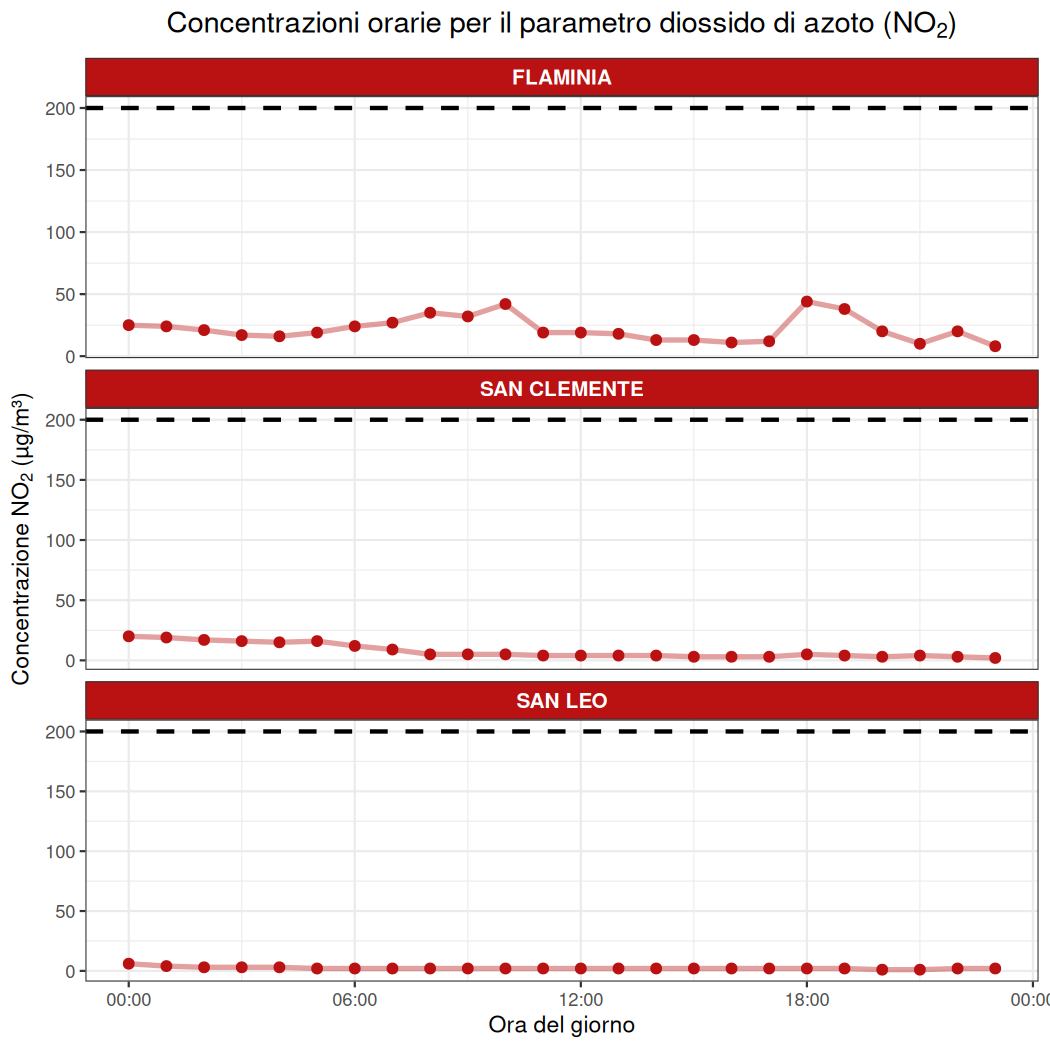 Concentrazioni orarie per il parametro diossido di azoto (NO₂)
FLAMINIA
200
150
100
50
0
SAN CLEMENTE
200
150
100
50
0
SAN LEO
200
150
100
50
0
Concentrazione NO₂ (µg/m³)
00:00 06:00 12:00 18:00 00:0
Ora del giorno